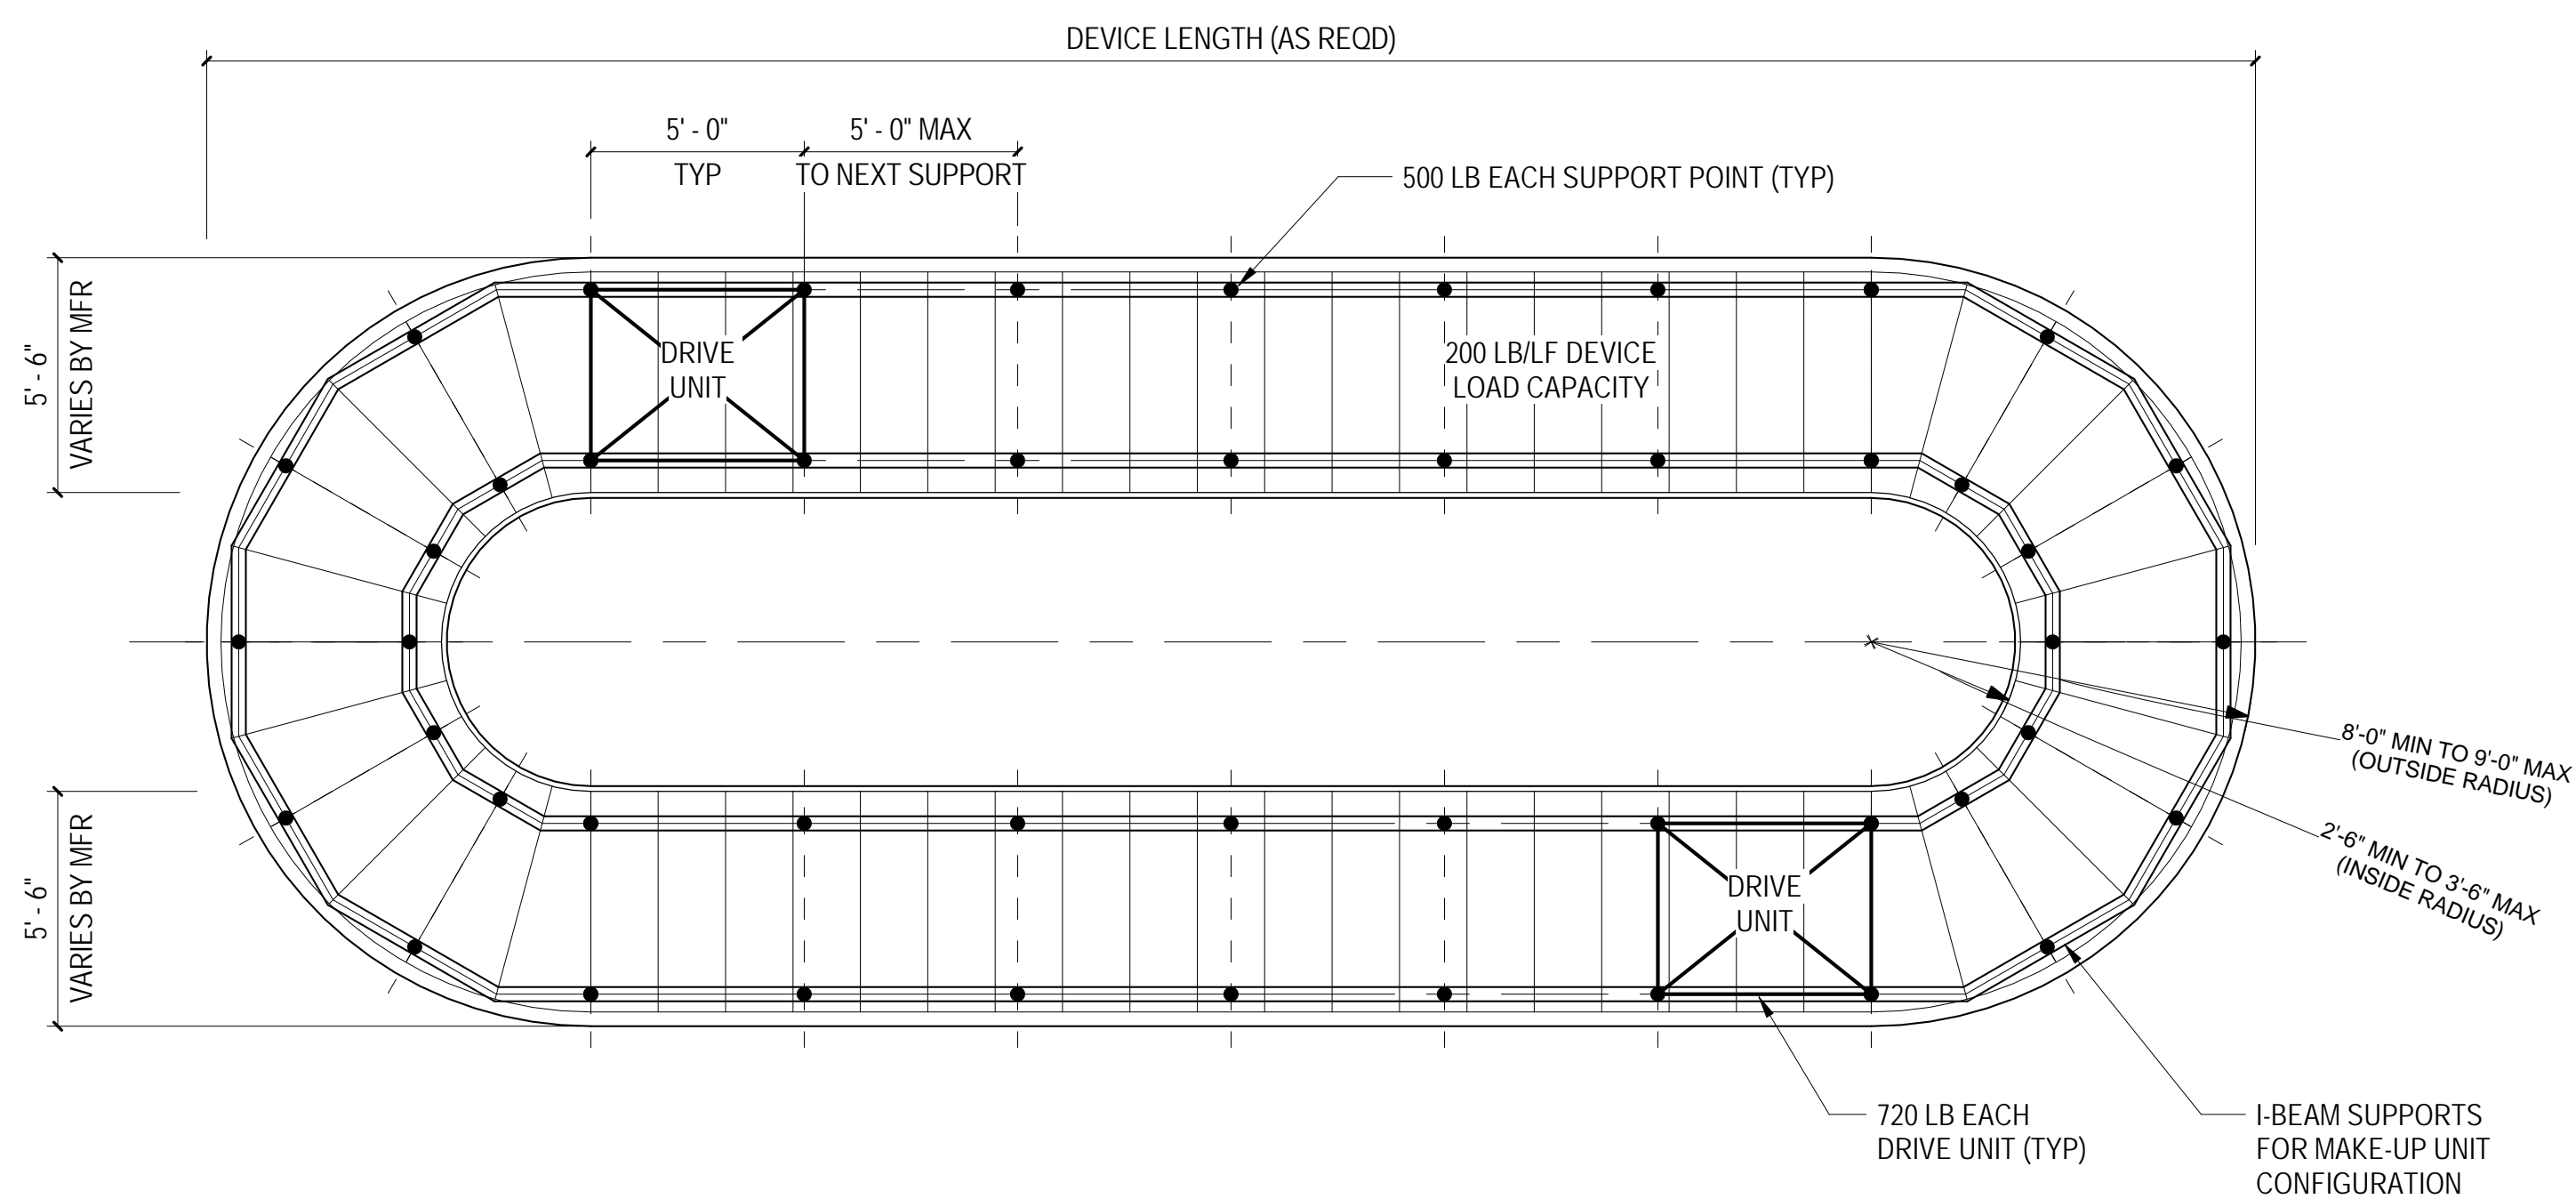 DEVICE LENGTH (AS REQD)
5' - 0"
TYP
5' - 0" MAX
TO NEXT SUPPORT
500 LB EACH SUPPORT POINT (TYP)
5' - 6"
VARIES BY MFR
DRIVE
UNIT
200 LB/LF DEVICE
LOAD CAPACITY
8'-0" MIN TO 9'-0" MAX
(OUTSIDE RADIUS)
2'-6" MIN TO 3'-6" MAX
(INSIDE RADIUS)
5' - 6"
VARIES BY MFR
DRIVE
UNIT
720 LB EACH
DRIVE UNIT (TYP)
I-BEAM SUPPORTS
FOR MAKE-UP UNIT
CONFIGURATION